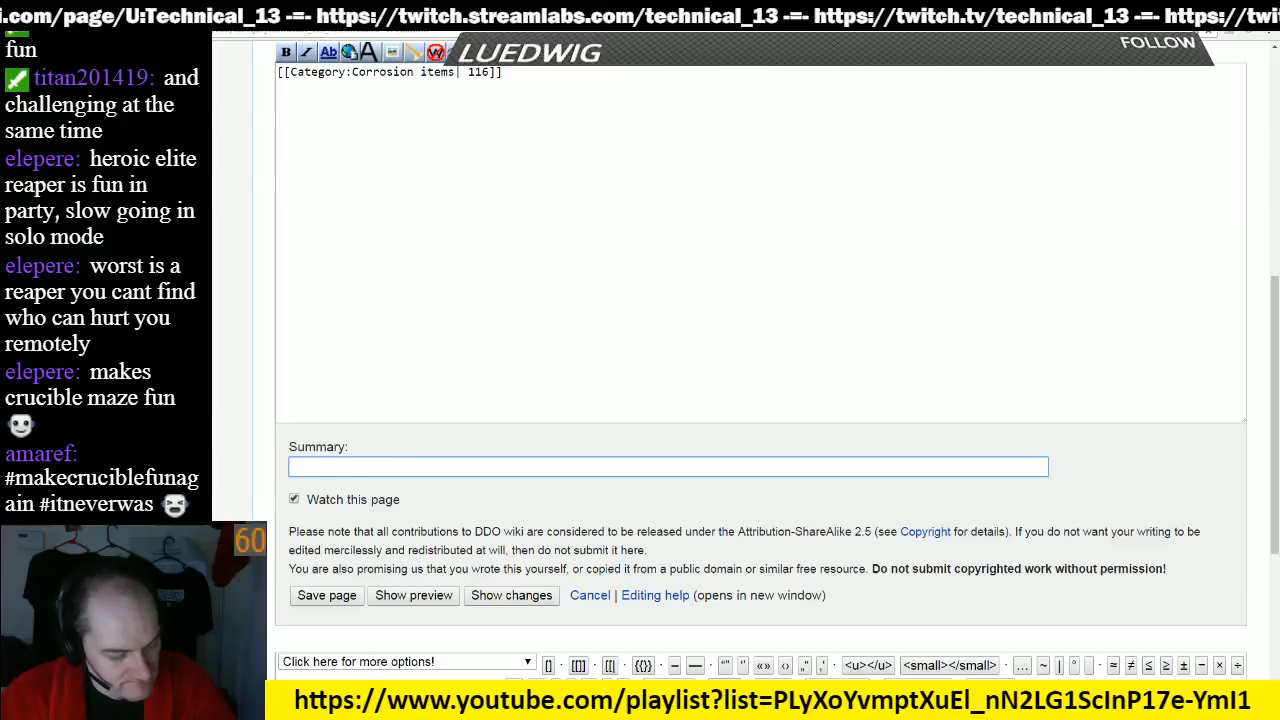 i.com/page/U:Technical_13 -=- https://twitch.streamlabs.com/technical_13 -=- https://twitch.tv/technical_13 -=- https://twi
fun
titan201419: and
challenging at the
same time
elepere: heroic elite
reaper is fun in
party, slow going in
solo mode
elepere: worst is a
reaper you cant find
who can hurt you
remotely
elepere: makes
crucible maze fun
amaref:
#makecruciblefunag
ain #itneverwas
60
B I Ab A W
LUEDWIG
FOLLOW
[[Category:Corrosion items| 116]]
Summary:
Watch this page
Please note that all contributions to DDO wiki are considered to be released under the Attribution-ShareAlike 2.5 (see Copyright for details). If you do not want your writing to be
edited mercilessly and redistributed at will, then do not submit it here.
You are also promising us that you wrote this yourself, or copied it from a public domain or similar free resource. Do not submit copyrighted work without permission!
Save page Show preview Show changes Cancel | Editing help (opens in new window)
Click here for more options! [] · [[]] · [[| · {{}} · – — · “” ‘’ «» ‹› „“ ‚‘ · <u></u> · <small></small> · … ~ | ° · ≈ ≠ ≤ ≥ ± − × ÷
https://www.youtube.com/playlist?list=PLyXoYvmptXuEl_nN2LG1ScInP17e-YmI1